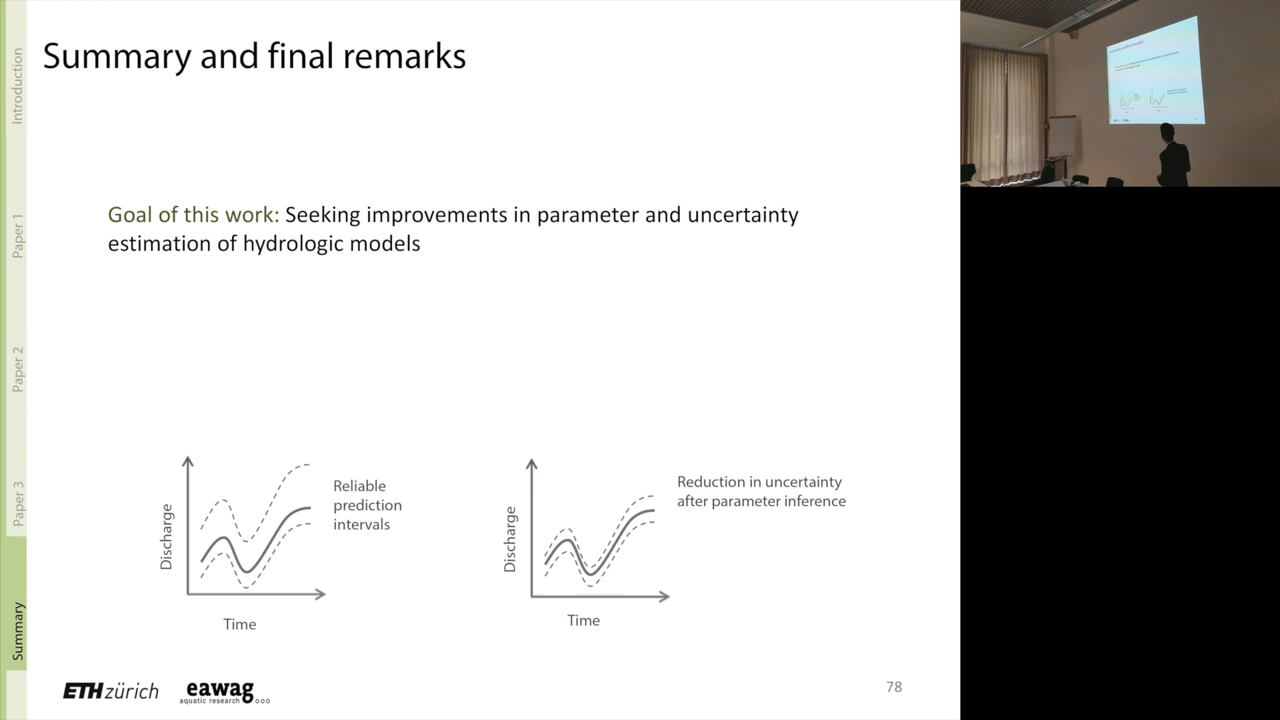 Summary and final remarks
Introduction
Paper 1
Paper 2
Paper 3
Summary
Goal of this work: Seeking improvements in parameter and uncertainty
estimation of hydrologic models
Discharge
Time
Reliable
prediction
intervals
Discharge
Time
Reduction in uncertainty
after parameter inference
ETH zürich
eawag
aquatic research
78